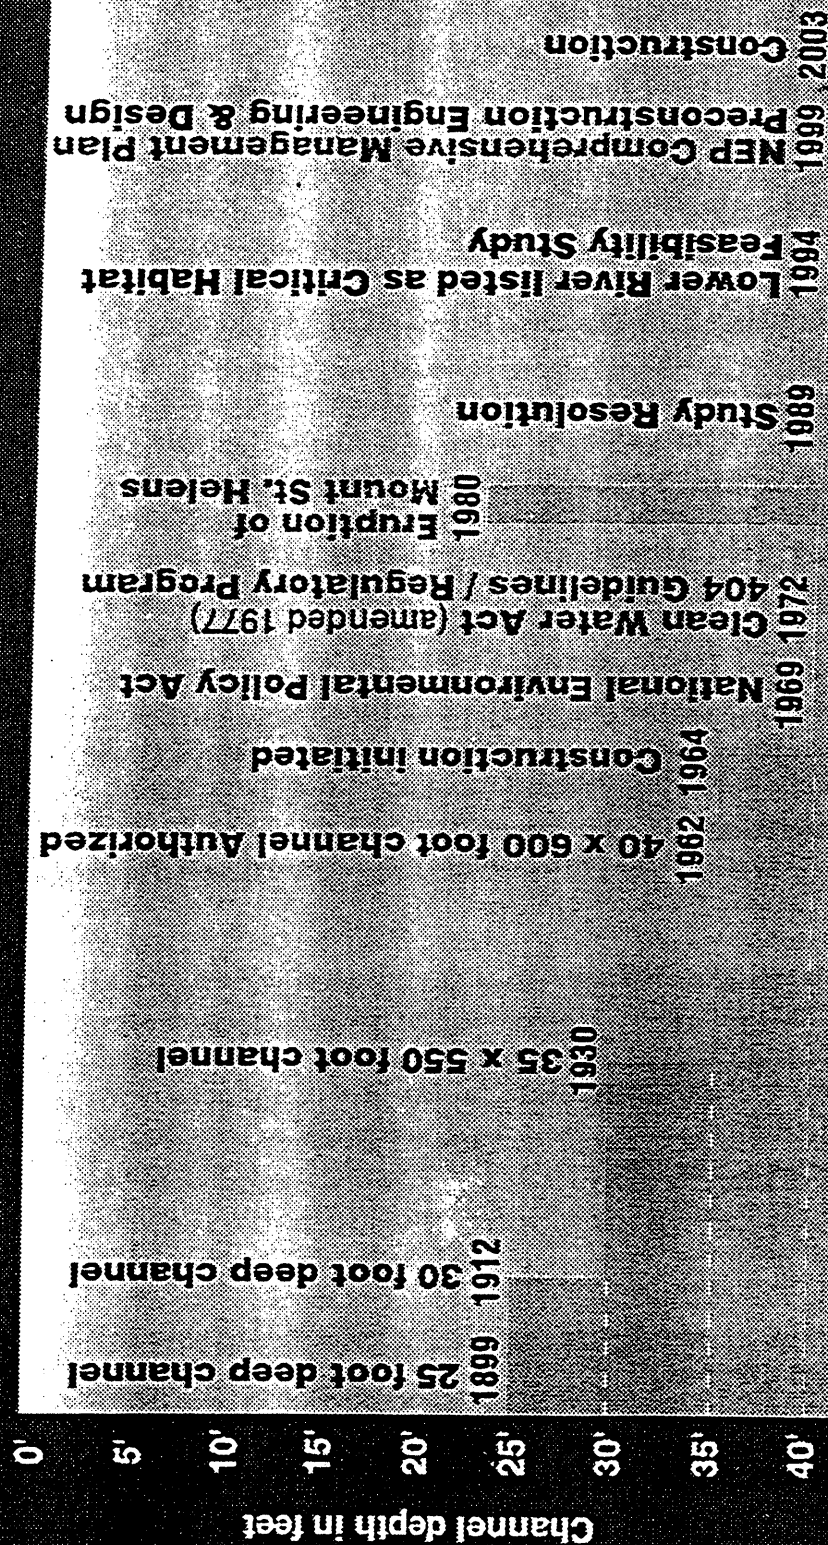 Channel depth in feet
0'
5'
10'
15'
20'
25'
30'
35'
40'
25 foot deep channel
1899
30 foot deep channel
1912
35 x 550 foot channel
1930
40 x 600 foot channel Authorized
1962
Construction initiated
1964
National Environmental Policy Act
1969
Clean Water Act (amended 1977)
404 Guidelines / Regulatory Program
1972
Eruption of
Mount St. Helens
1980
Study Resolution
1989
Lower River listed as Critical Habitat
Feasibility Study
1994
NEP Comprehensive Management Plan
Preconstruction Engineering & Design
1999
Construction
2003